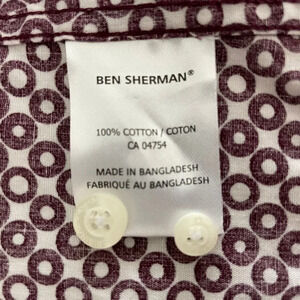 BEN SHERMAN®
100% COTTON / COTON
CA 04754
MADE IN BANGLADESH
FABRIQUÉ AU BANGLADESH